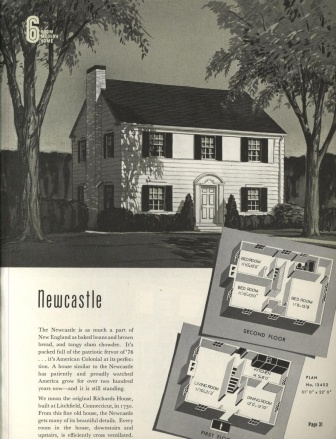 6 ROOM
MODERN
HOME
Newcastle
The Newcastle is as much a part of
New England as baked beans and brown
bread, and tangy clam chowder. It's
packed full of the patriotic fervor of '76
. . . it's American Colonial at its perfec-
tion. A house similar to the Newcastle
has patiently and proudly watched
America grow for over two hundred
years now—and it is still standing.
We mean the original Richards House,
built at Litchfield, Connecticut, in 1730.
From this fine old house, the Newcastle
gets many of its beautiful details. Every
room in the house, downstairs and
upstairs, is efficiently cross ventilated.
BEDROOM
BED ROOM
BED ROOM
SECOND FLOOR
KITCHEN
LIVING ROOM
DINING ROOM
FIRST FLOOR
PLAN
No. 13452
Page 31